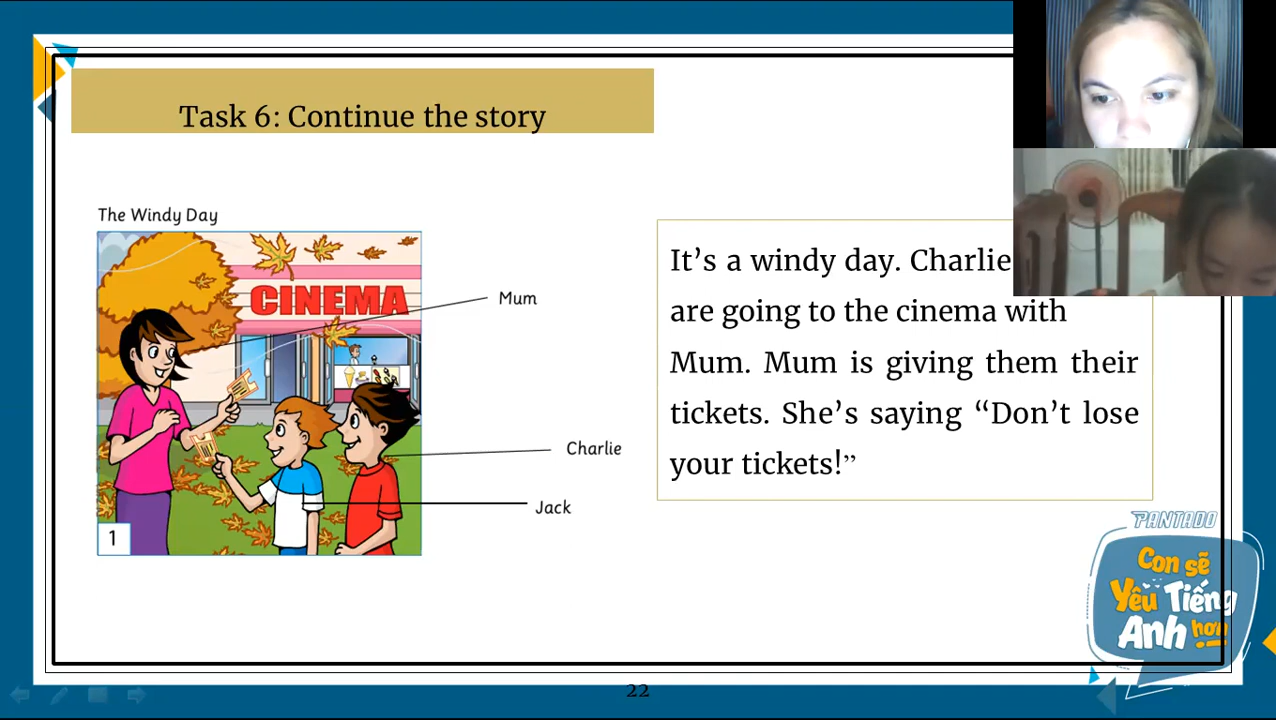 Task 6: Continue the story
The Windy Day
CINEMA
Mum
Charlie
Jack
1
It’s a windy day. Charlie
are going to the cinema with
Mum. Mum is giving them their
tickets. She’s saying “Don’t lose
your tickets!”
PANTADO
Con sẽ
Yêu Tiếng
Anh hơn
22